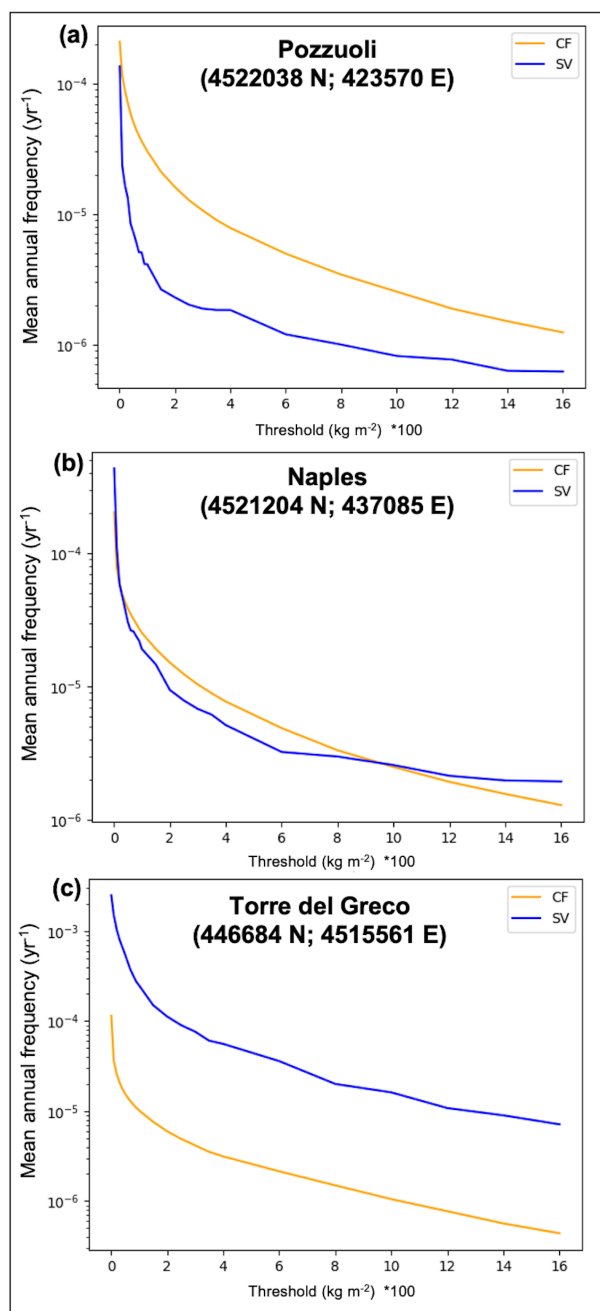 (a)
Pozzuoli
(4522038 N; 423570 E)
CF
SV
Mean annual frequency (yr⁻¹)
10⁻⁴
10⁻⁵
10⁻⁶
0 2 4 6 8 10 12 14 16
Threshold (kg m⁻²) *100
(b)
Naples
(4521204 N; 437085 E)
CF
SV
Mean annual frequency (yr⁻¹)
10⁻⁴
10⁻⁵
10⁻⁶
0 2 4 6 8 10 12 14 16
Threshold (kg m⁻²) *100
(c)
Torre del Greco
(446684 N; 4515561 E)
CF
SV
Mean annual frequency (yr⁻¹)
10⁻³
10⁻⁴
10⁻⁵
10⁻⁶
0 2 4 6 8 10 12 14 16
Threshold (kg m⁻²) *100